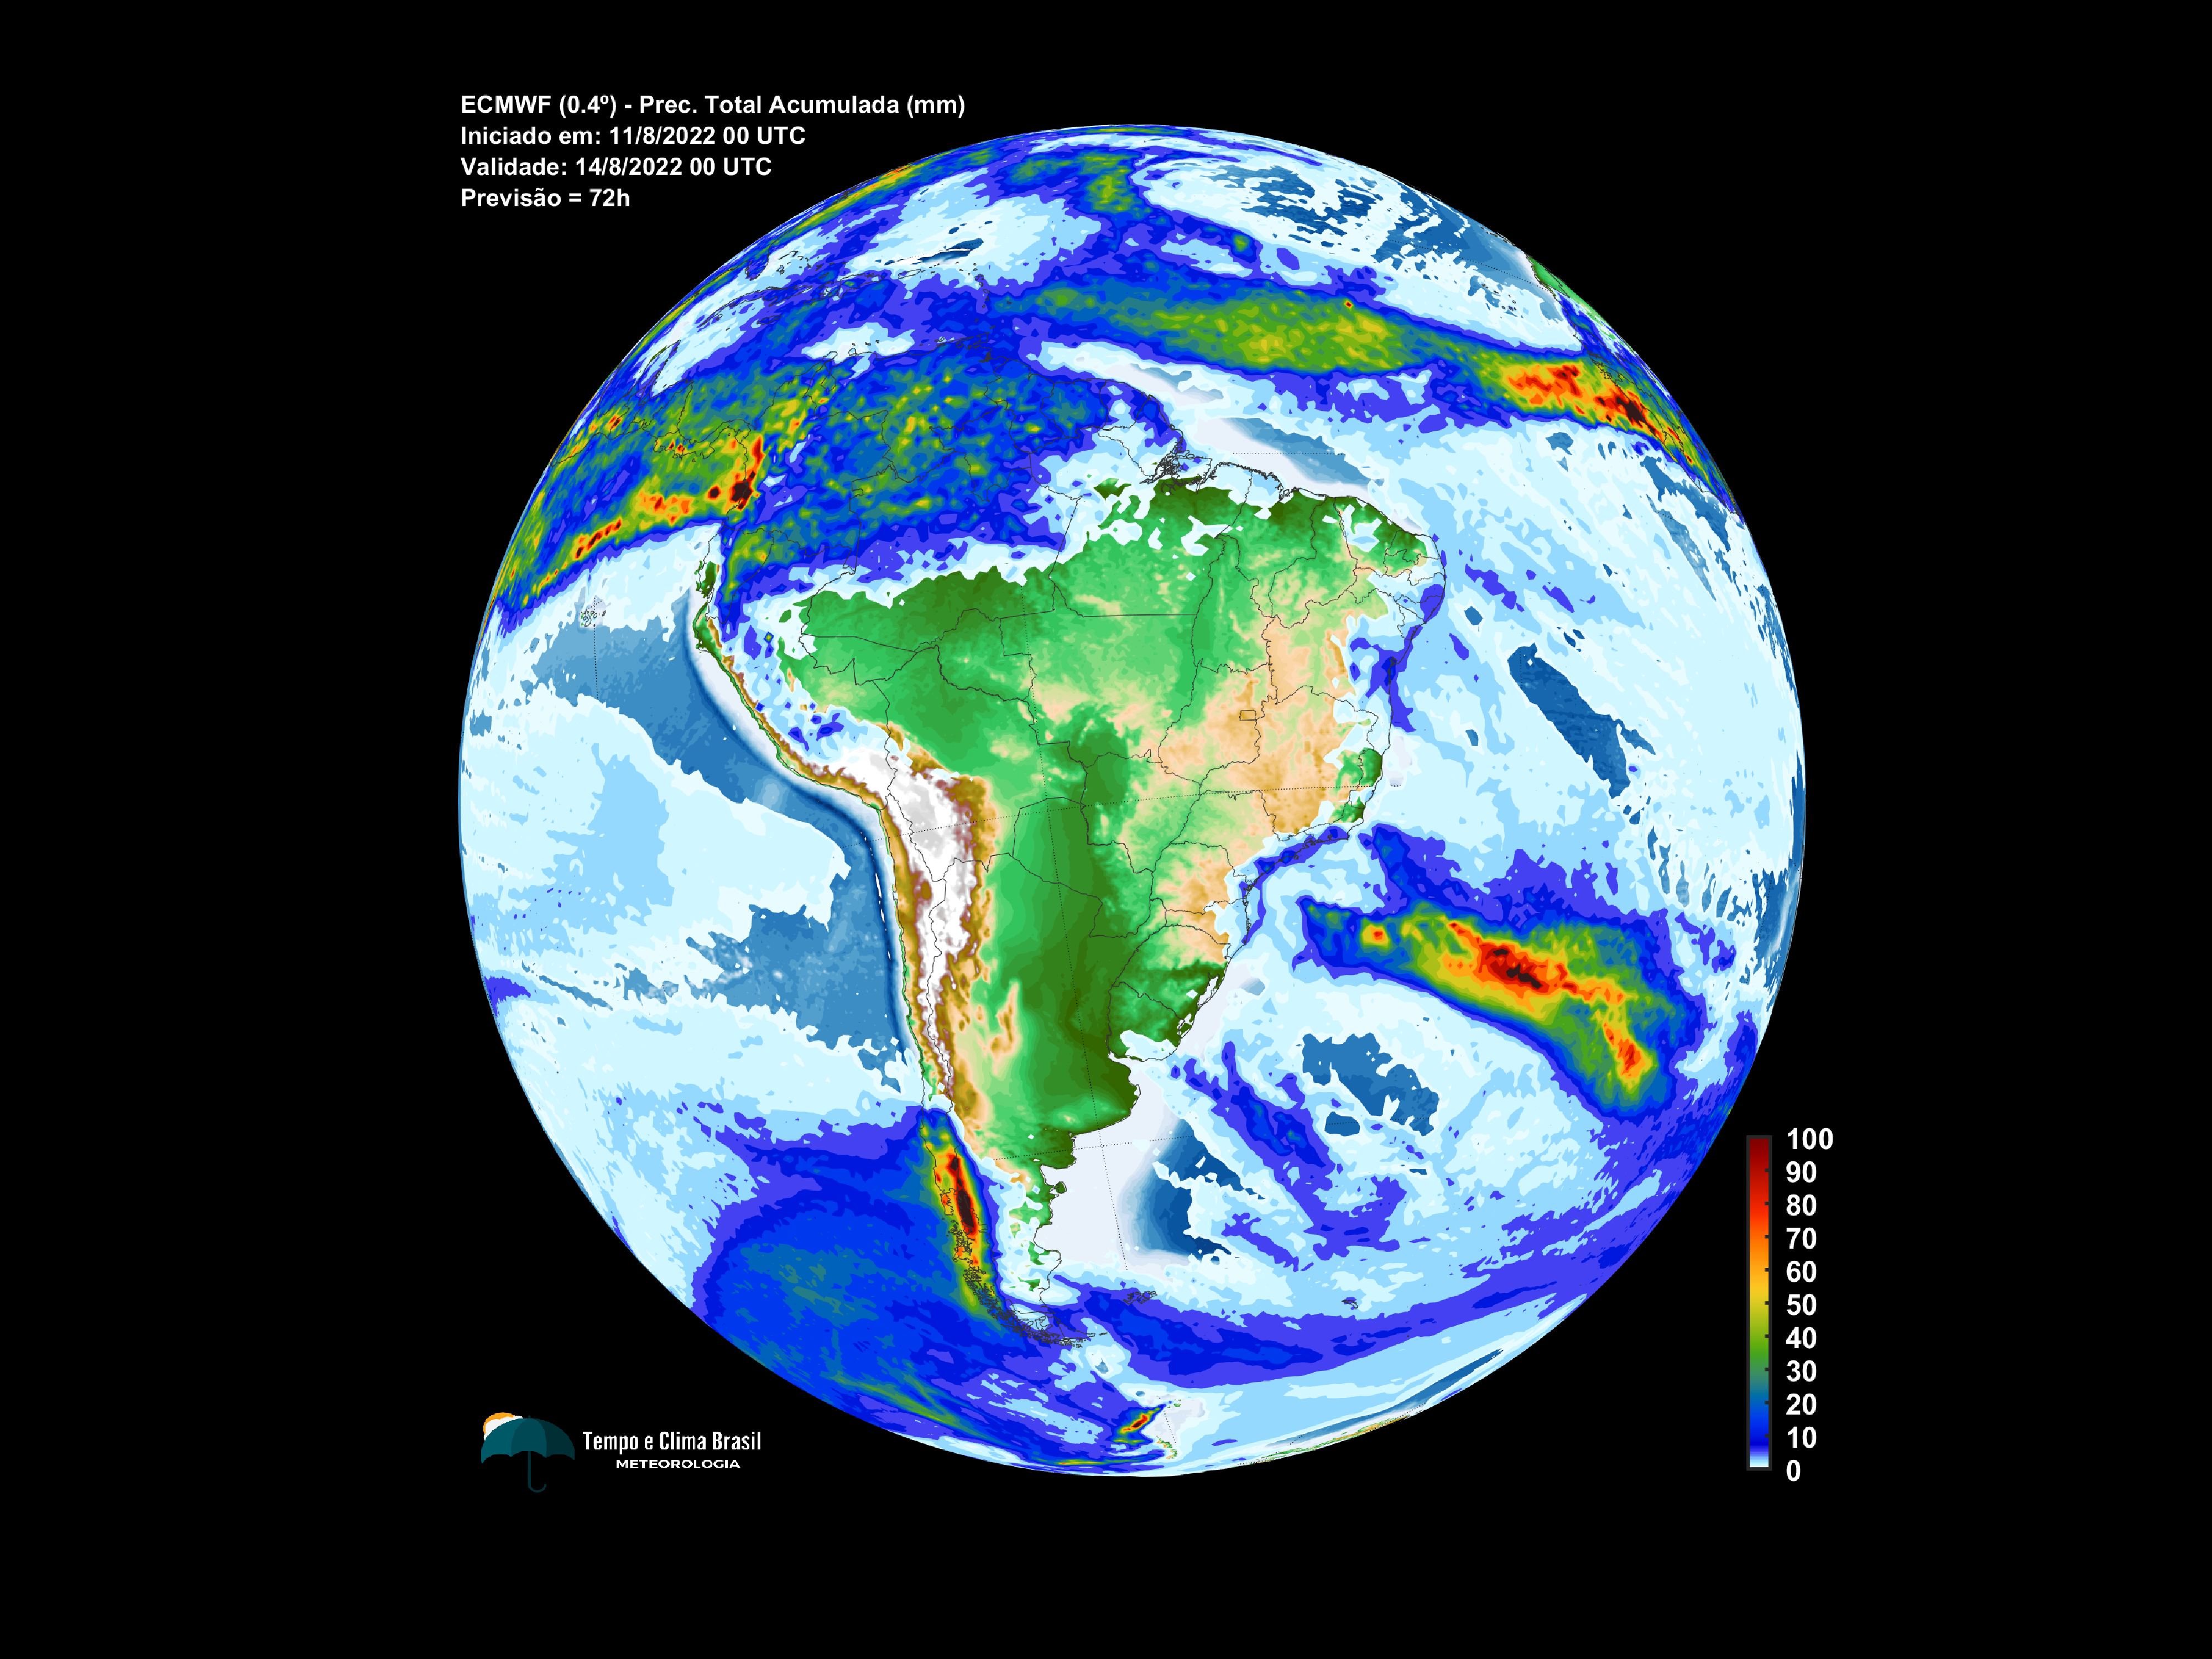 ECMWF (0.4º) - Prec. Total Acumulada (mm)
Iniciado em: 11/8/2022 00 UTC
Validade: 14/8/2022 00 UTC
Previsão = 72h
100
90
80
70
60
50
40
30
20
10
0
Tempo e Clima Brasil
METEOROLOGIA